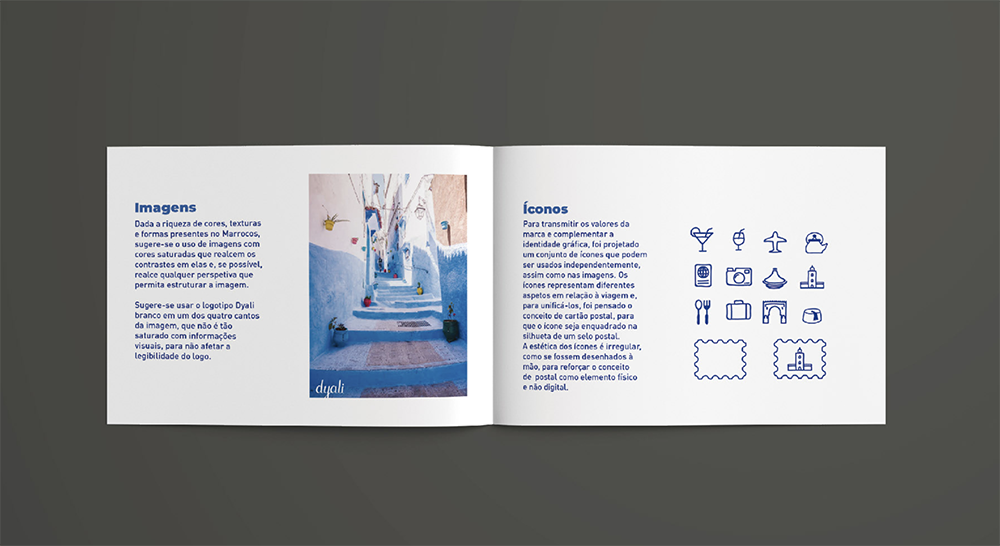 Imagens
Dada a riqueza de cores, texturas
e formas presentes no Marrocos,
sugere-se o uso de imagens com
cores saturadas que realcem os
contrastes em elas e, se possível,
realce qualquer perspetiva que
permita estruturar a imagem.
Sugere-se usar o logotipo Dyali
branco em um dos quatro cantos
da imagem, que não é tão
saturado com informações
visuais, para não afetar a
legibilidade do logo.
dyali
Íconos
Para transmitir os valores da
marca e complementar a
identidade gráfica, foi projetado
um conjunto de ícones que podem
ser usados independentemente,
assim como nas imagens. Os
ícones representam diferentes
aspetos em relação à viagem e,
para unificá-los, foi pensado o
conceito de cartão postal, para
que o ícone seja enquadrado na
silhueta de um selo postal.
A estética dos ícones é irregular,
como se fossem desenhados à
mão, para reforçar o conceito
de postal como elemento físico
e não digital.